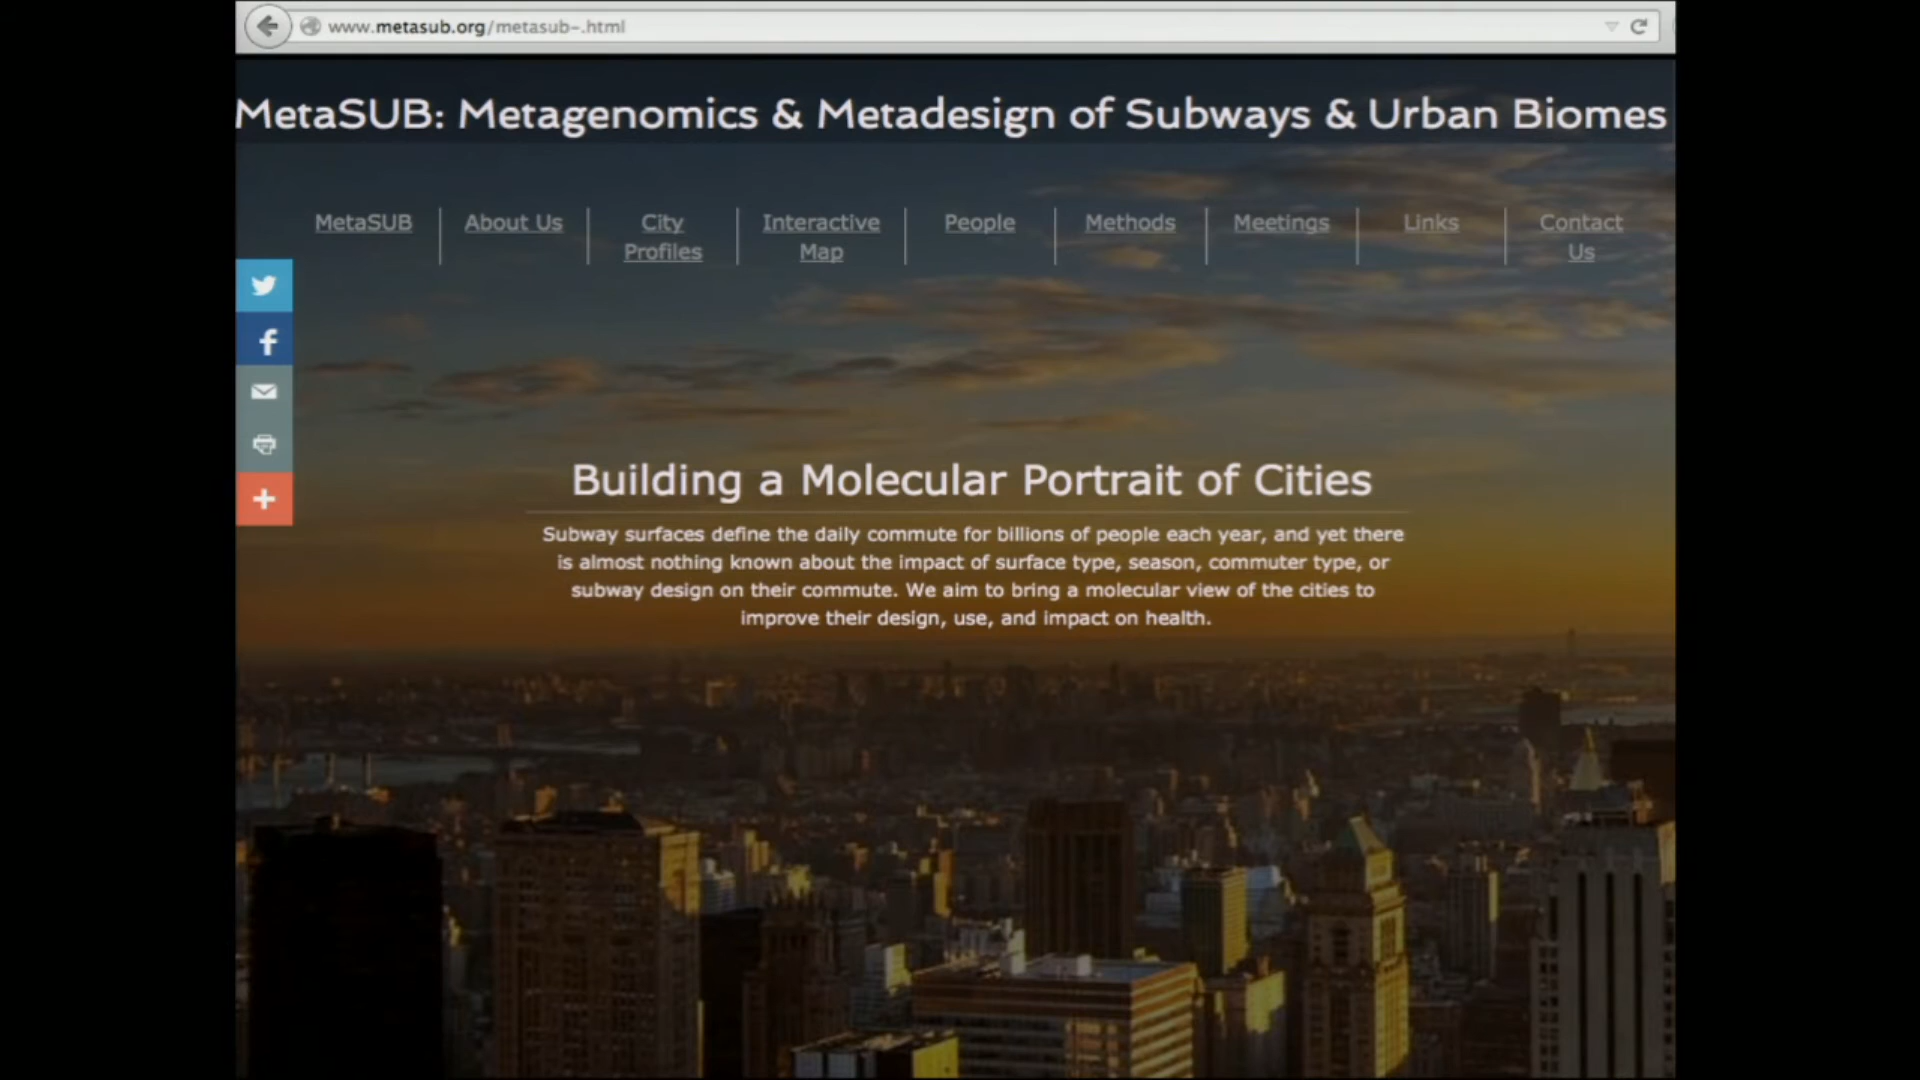 www.metasub.org/metasub-.html
MetaSUB: Metagenomics & Metadesign of Subways & Urban Biomes
MetaSUB
About Us
City
Profiles
Interactive
Map
People
Methods
Meetings
Links
Contact
Us
Building a Molecular Portrait of Cities
Subway surfaces define the daily commute for billions of people each year, and yet there
is almost nothing known about the impact of surface type, season, commuter type, or
subway design on their commute. We aim to bring a molecular view of the cities to
improve their design, use, and impact on health.